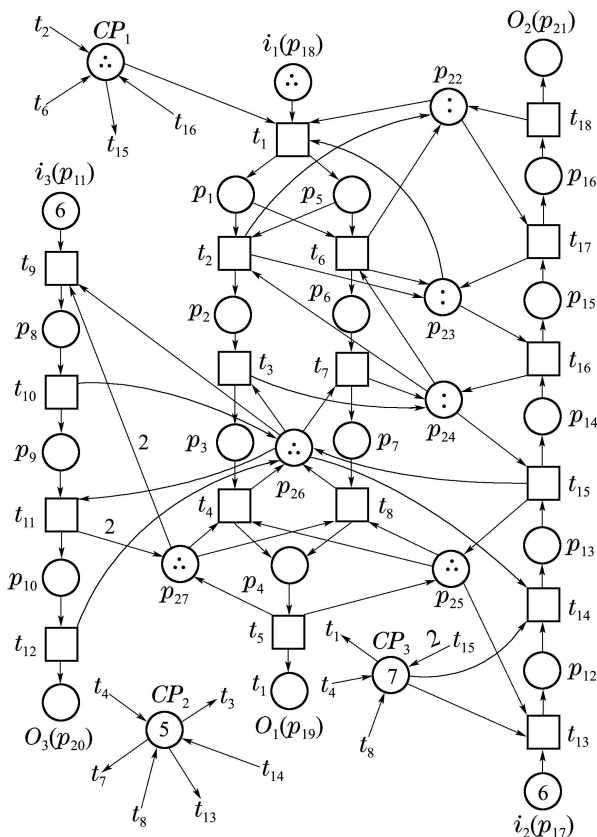 i₁(p₁₈)
O₂(p₂₁)
t₂
CP₁
p₂₂
t₆
t₁₆
t₁₅
t₁
t₁₈
i₃(p₁₁)
p₁
p₅
p₁₆
6
t₉
t₂
t₆
t₁₇
p₈
p₂
p₆
p₂₃
p₁₅
t₁₀
t₃
t₇
t₁₆
2
p₂₄
p₁₄
p₉
p₃
p₇
p₂₆
t₁₅
t₁₁
2
t₄
t₈
p₁₃
p₁₀
p₂₇
p₄
p₂₅
t₁₄
t₁₂
t₅
t₁
CP₃
2
t₁₅
7
p₁₂
t₄
t₁
t₈
O₃(p₂₀)
t₄
CP₂
t₃
O₁(p₁₉)
5
t₁₃
t₇
t₁₄
t₈
t₁₃
6
i₂(p₁₇)